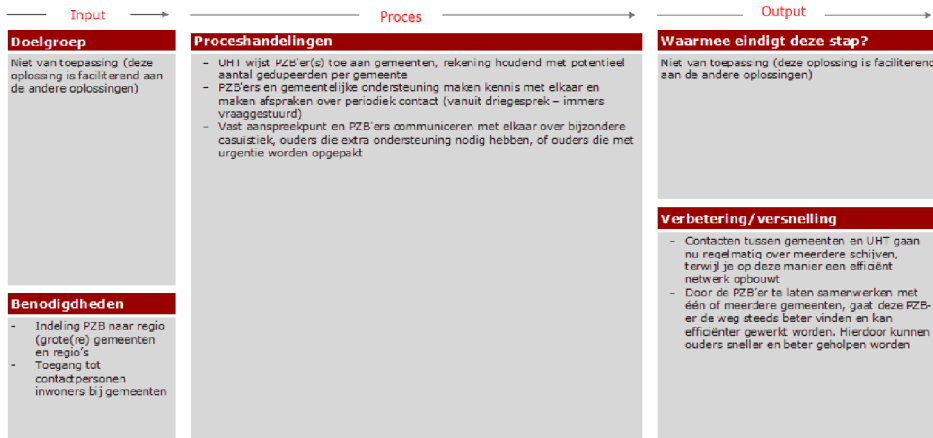 Input
Proces
Output
Doelgroep
Niet van toepassing (deze
oplossing is faciliterend aan
de andere oplossingen)
Benodigdheden
- Indeling PZB naar regio
(grote(re) gemeenten
en regio's
- Toegang tot
contactpersonen
inwoners bij gemeenten
Proceshandelingen
– UHT wijst PZB'er(s) toe aan gemeenten, rekening houdend met potentieel
aantal gedupeerden per gemeente
– PZB'ers en gemeentelijke ondersteuning maken kennis met elkaar en
maken afspraken over periodiek contact (vanuit driegesprek – immers
vraaggestuurd)
– Vast aanspreekpunt en PZB'ers communiceren met elkaar over bijzondere
casuïstiek, ouders die extra ondersteuning nodig hebben, of ouders die met
urgentie worden opgepakt
Waarmee eindigt deze stap?
Niet van toepassing (deze oplossing is faciliterend
aan de andere oplossingen)
Verbetering/versnelling
– Contacten tussen gemeenten en UHT gaan
nu regelmatig over meerdere schijven,
terwijl je op deze manier een efficiënt
netwerk opbouwt
– Door de PZB'er te laten samenwerken met
één of meerdere gemeenten, gaat deze PZB-
er de weg steeds beter vinden en kan
efficiënter gewerkt worden. Hierdoor kunnen
ouders sneller en beter geholpen worden